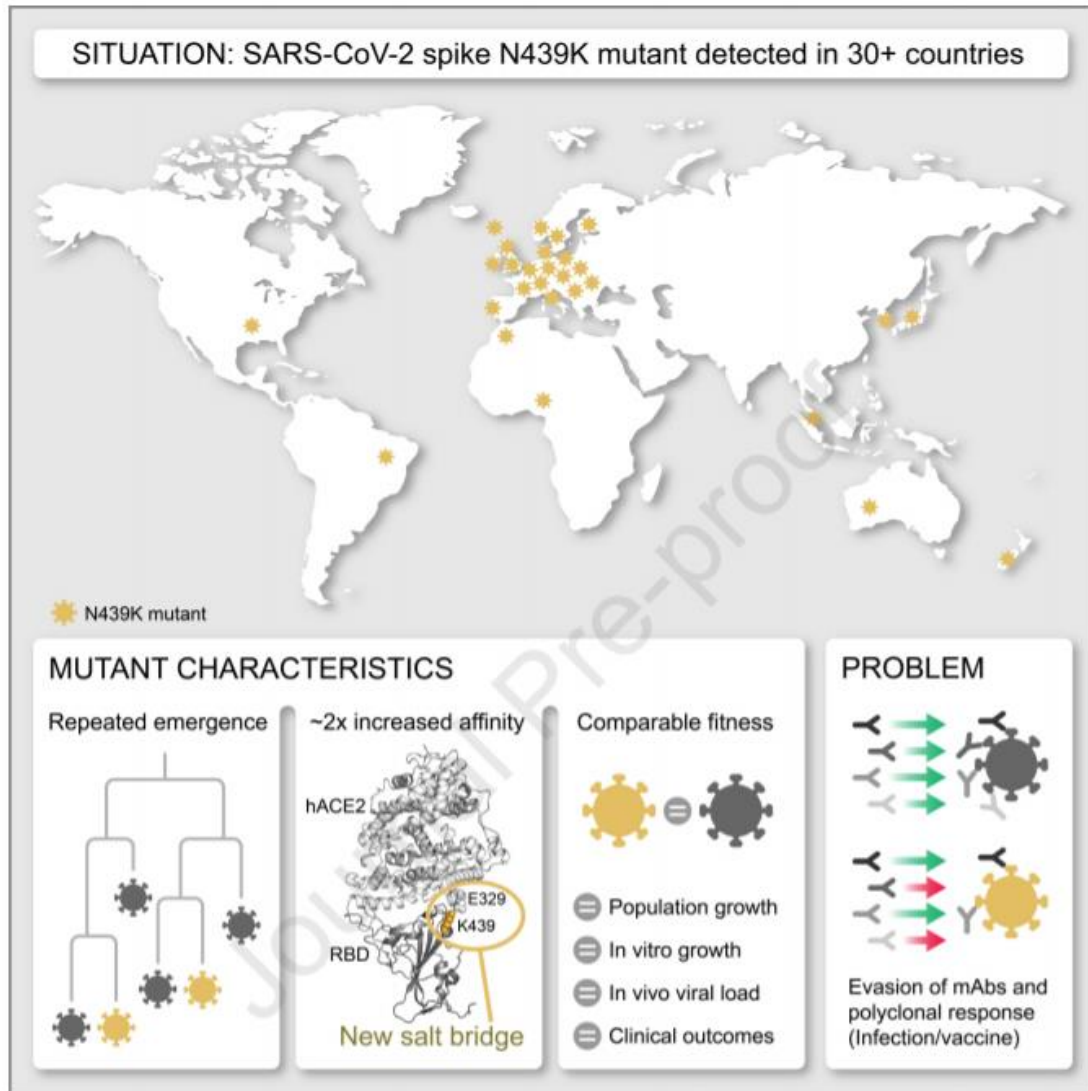 SITUATION: SARS-CoV-2 spike N439K mutant detected in 30+ countries
N439K mutant
MUTANT CHARACTERISTICS
Repeated emergence
~2x increased affinity
hACE2
E329
K439
RBD
New salt bridge
Comparable fitness
Population growth
In vitro growth
In vivo viral load
Clinical outcomes
PROBLEM
Evasion of mAbs and
polyclonal response
(Infection/vaccine)
Journal Pre-proof